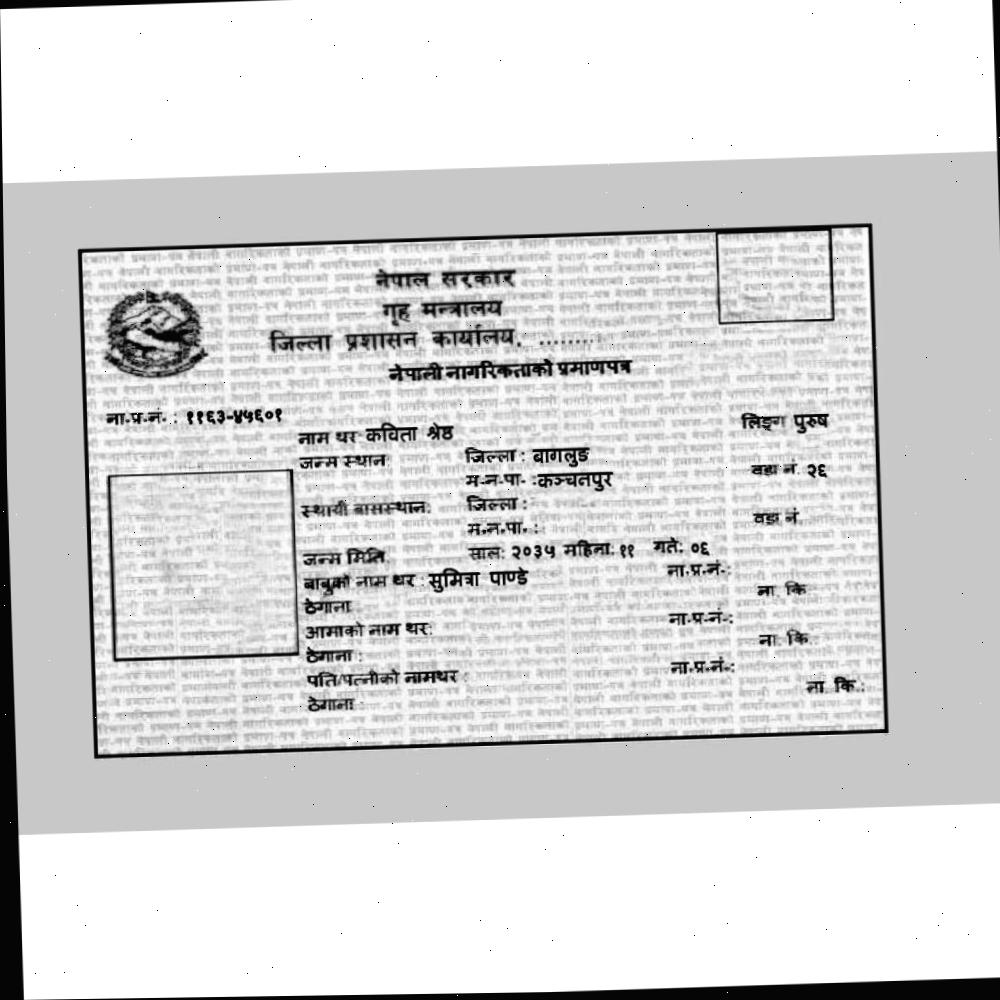 नेपाल सरकार
गृह मन्त्रालय
जिल्ला प्रशासन कार्यालय, .........
नेपाली नागरिकताको प्रमाणपत्र
ना.प्र.नं. : ११६३-४५६०१
नाम थर: कविता श्रेष्ठ लिङ्ग पुरुष
जन्म स्थान: जिल्ला : बागलुङ
म.न.पा. :कञ्चनपुर वडा नं. २६
स्थायी बासस्थान: जिल्ला :
म.न.पा. : वडा नं.
जन्म मिति: साल: २०३५ महिना: ११ गते: ०६
बाबुको नाम थर : सुमित्रा पाण्डे ना.प्र.नं.:
ठेगाना ना. कि
आमाको नाम थर: ना.प्र.नं.:
ठेगाना : ना. कि.
पति/पत्नीको नामथर : ना.प्र.नं.:
ठेगाना : ना. कि.: